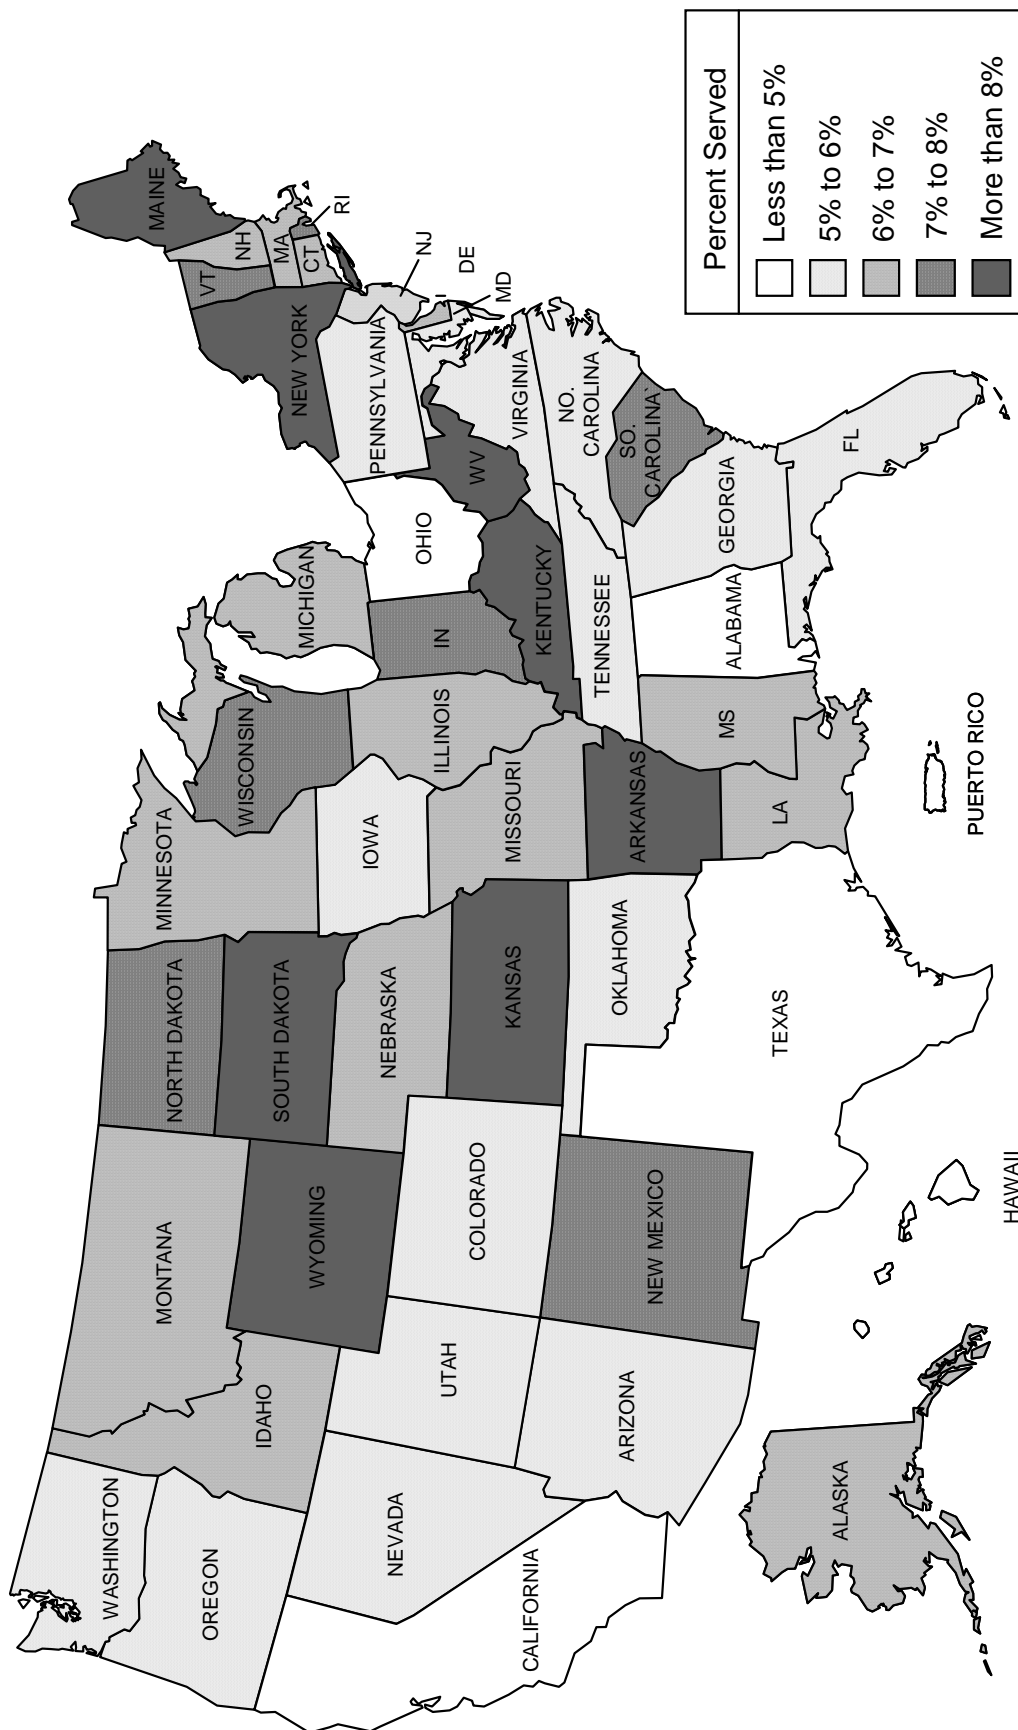 WASHINGTON
OREGON
CALIFORNIA
NEVADA
IDAHO
MONTANA
WYOMING
UTAH
ARIZONA
COLORADO
NEW MEXICO
NORTH DAKOTA
SOUTH DAKOTA
NEBRASKA
KANSAS
OKLAHOMA
TEXAS
MINNESOTA
IOWA
MISSOURI
ARKANSAS
LA
WISCONSIN
ILLINOIS
MICHIGAN
IN
OHIO
KENTUCKY
TENNESSEE
MS
ALABAMA
GEORGIA
FL
SO.
CAROLINA
NO.
CAROLINA
VIRGINIA
WV
PENNSYLVANIA
NEW YORK
VT
NH
MAINE
MA
CT
RI
NJ
DE
MD
ALASKA
HAWAII
PUERTO RICO
Percent Served
Less than 5%
5% to 6%
6% to 7%
7% to 8%
More than 8%